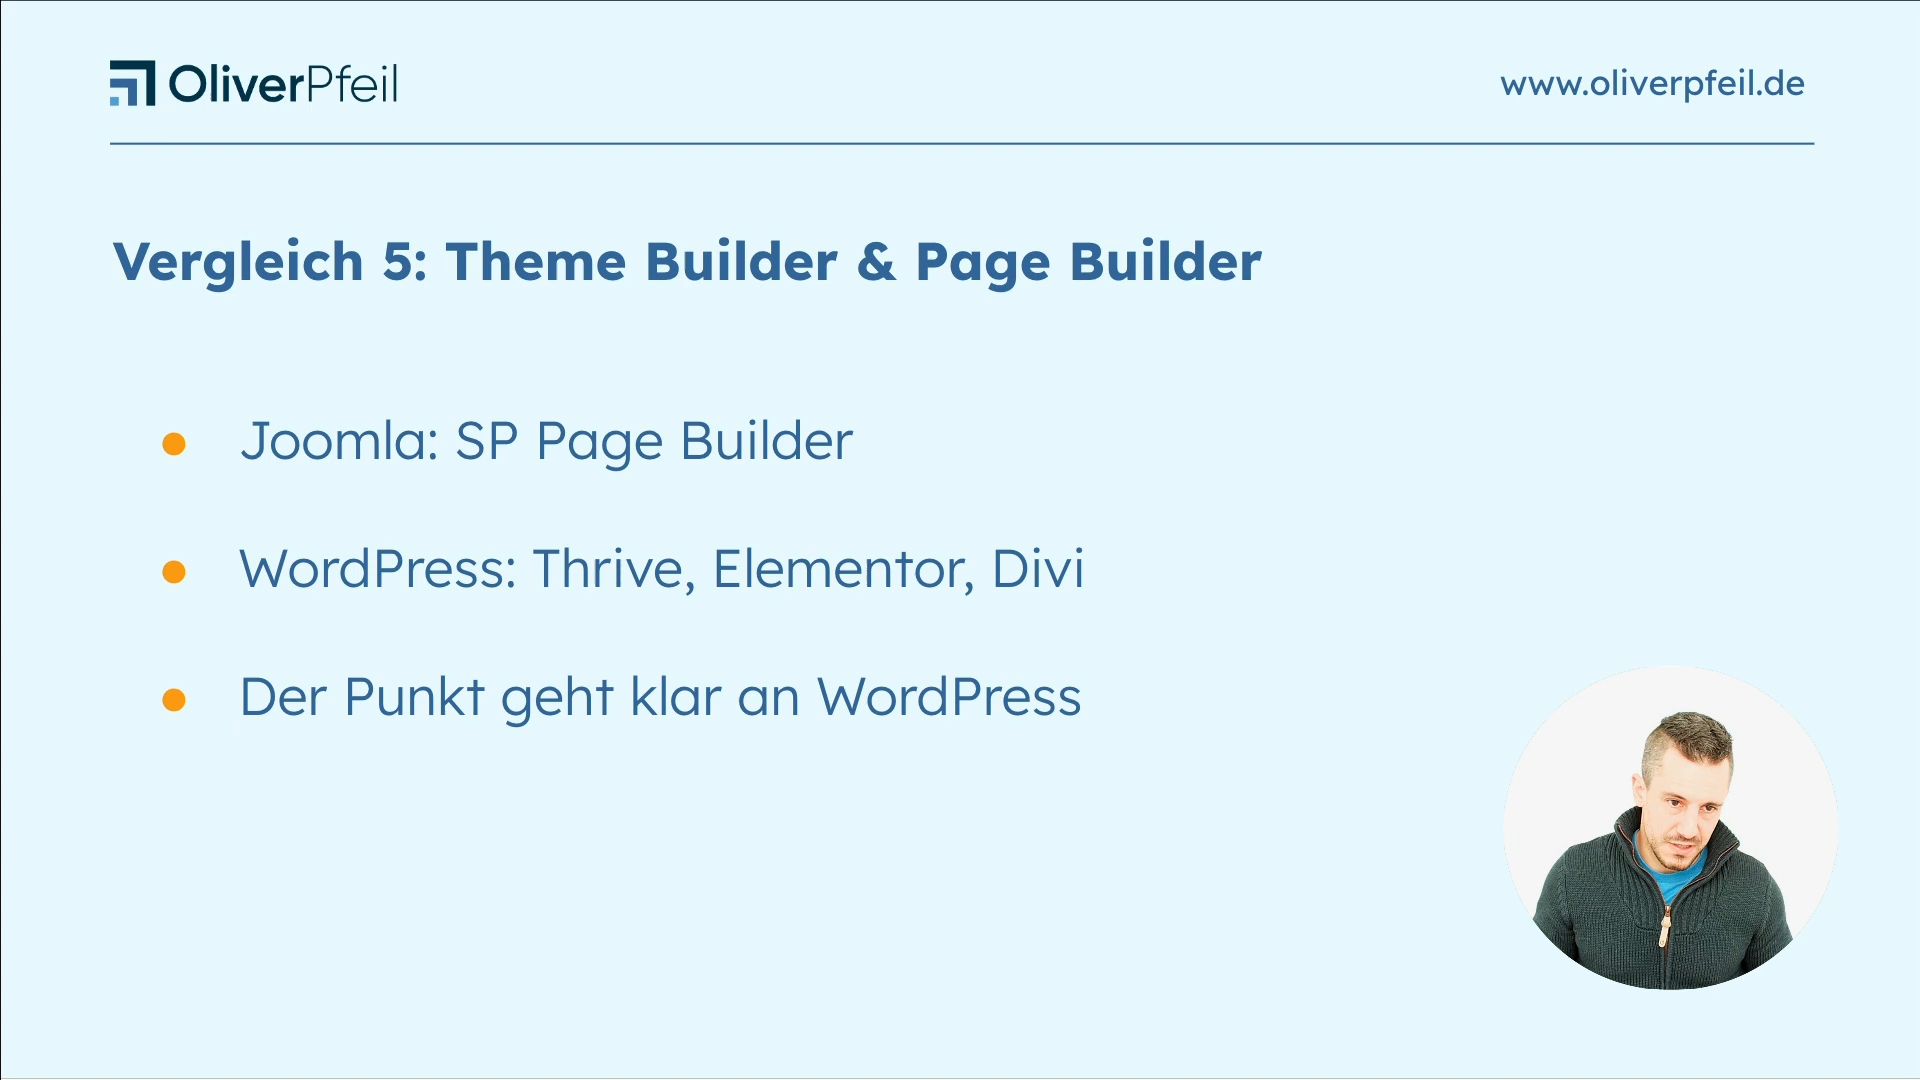 OliverPfeil
www.oliverpfeil.de
Vergleich 5: Theme Builder & Page Builder
Joomla: SP Page Builder
WordPress: Thrive, Elementor, Divi
Der Punkt geht klar an WordPress